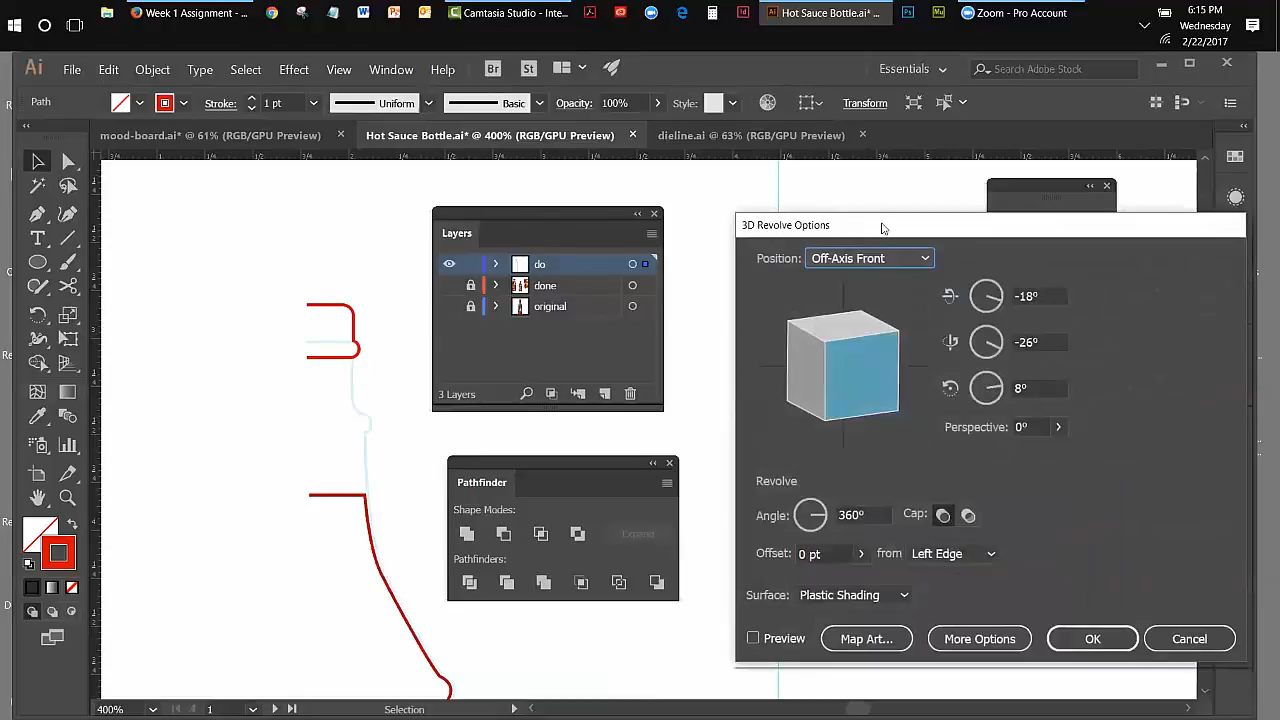 Week 1 Assignment - ...
Camtasia Studio - Inte...
Hot Sauce Bottle.ai* ...
Zoom - Pro Account
6:15 PM
Wednesday
2/22/2017
Ai File Edit Object Type Select Effect View Window Help Br St
Essentials
Search Adobe Stock
Path
Stroke: 1 pt
Uniform
Basic
Opacity: 100%
Style:
Transform
mood-board.ai* @ 61% (RGB/GPU Preview)
Hot Sauce Bottle.ai* @ 400% (RGB/GPU Preview)
dieline.ai @ 63% (RGB/GPU Preview)
Layers
do
done
original
3 Layers
Pathfinder
Shape Modes:
Expand
Pathfinders:
3D Revolve Options
Position: Off-Axis Front
-18°
-26°
8°
Perspective: 0°
Revolve
Angle: 360° Cap:
Offset: 0 pt from Left Edge
Surface: Plastic Shading
Preview Map Art... More Options OK Cancel
400% 1 Selection